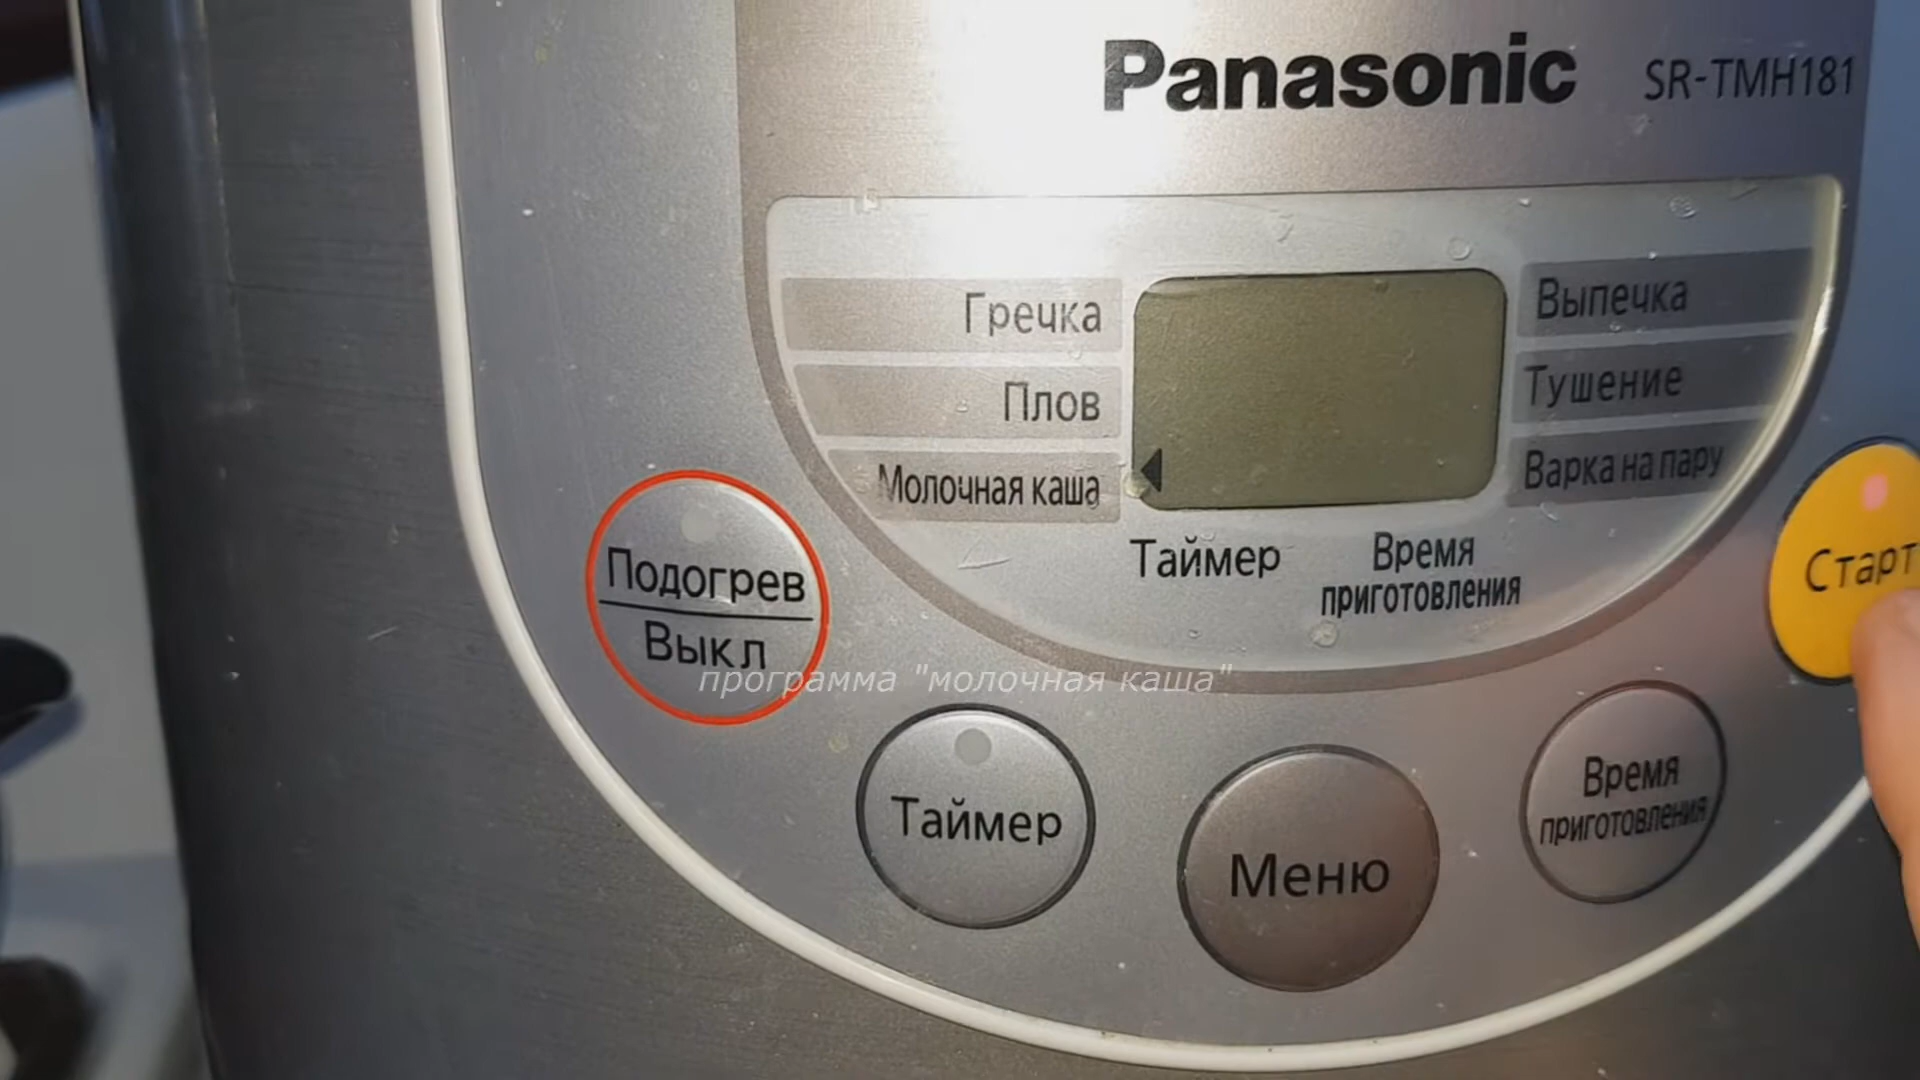 Panasonic SR-TMH181
Гречка
Плов
Молочная каша
Выпечка
Тушение
Варка на пару
Таймер
Время
приготовления
Подогрев
Выкл
Старт
программа "молочная каша"
Таймер
Меню
Время
приготовления